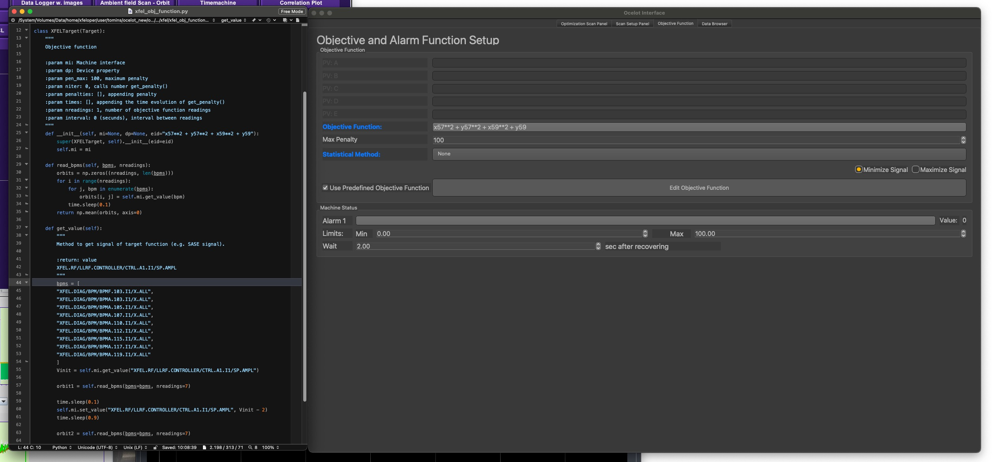 Data Logger w. images
Ambient field Scan - Orbit
Timemachine
Correlation Plot
CL
xfel_obj_function.py
Free Mode
/System/Volumes/Data/home/xfeloper/user/tomins/ocelot_new/o.../.../xfel/xfel_obj_function...
get_value
12 class XFELTarget(Target):
13     """
14     Objective function
15
16     :param mi: Machine interface
17     :param dp: Device property
18     :param pen_max: 100, maximum penalty
19     :param niter: 0, calls number get_penalty()
20     :param penalties: [], appending penalty
21     :param times: [], appending the time evolution of get_penalty()
22     :param nreadings: 1, number of objective function readings
23     :param interval: 0 (secunds), interval between readings
24     """
25     def __init__(self, mi=None, dp=None, eid="x57**2 + y57**2 + x59**2 + y59"):
26         super(XFELTarget, self).__init__(eid=eid)
27         self.mi = mi
28
29     def read_bpms(self, bpms, nreadings):
30         orbits = np.zeros((nreadings, len(bpms)))
31         for i in range(nreadings):
32             for j, bpm in enumerate(bpms):
33                 orbits[i, j] = self.mi.get_value(bpm)
34             time.sleep(0.1)
35         return np.mean(orbits, axis=0)
36
37     def get_value(self):
38         """
39         Method to get signal of target function (e.g. SASE signal).
40
41         :return: value
42         XFEL.RF/LLRF.CONTROLLER/CTRL.A1.I1/SP.AMPL
43         """
44         bpms = [
45         "XFEL.DIAG/BPM/BPMF.103.I1/X.ALL",
46         "XFEL.DIAG/BPM/BPMA.103.I1/X.ALL",
47         "XFEL.DIAG/BPM/BPMA.105.I1/X.ALL",
48         "XFEL.DIAG/BPM/BPMA.107.I1/X.ALL",
49         "XFEL.DIAG/BPM/BPMA.110.I1/X.ALL",
50         "XFEL.DIAG/BPM/BPMA.112.I1/X.ALL",
51         "XFEL.DIAG/BPM/BPMA.115.I1/X.ALL",
52         "XFEL.DIAG/BPM/BPMA.117.I1/X.ALL",
53         "XFEL.DIAG/BPM/BPMA.119.I1/X.ALL"
54         ]
55         Vinit = self.mi.get_value("XFEL.RF/LLRF.CONTROLLER/CTRL.A1.I1/SP.AMPL")
56
57         orbit1 = self.read_bpms(bpms=bpms, nreadings=7)
58
59         time.sleep(0.1)
60         self.mi.set_value("XFEL.RF/LLRF.CONTROLLER/CTRL.A1.I1/SP.AMPL", Vinit - 2)
61         time.sleep(0.9)
62
63         orbit2 = self.read_bpms(bpms=bpms, nreadings=7)
64
L: 44 C: 10 Python Unicode (UTF-8) Unix (LF) Saved: 10:08:39 2.198 / 313 / 71 8 100%
Ocelot Interface
Optimization Scan Panel
Scan Setup Panel
Objective Function
Data Browser
Objective and Alarm Function Setup
Objective Function
PV: A
PV: B
PV: C
PV: D
PV: E
Objective Function: x57**2 + y57**2 + x59**2 + y59
Max Penalty 100
Statistical Method: None
Minimize Signal Maximize Signal
Use Predefined Objective Function Edit Objective Function
Machine Status
Alarm 1 Value: 0
Limits: Min 0.00 Max 100.00
Wait 2.00 sec after recovering